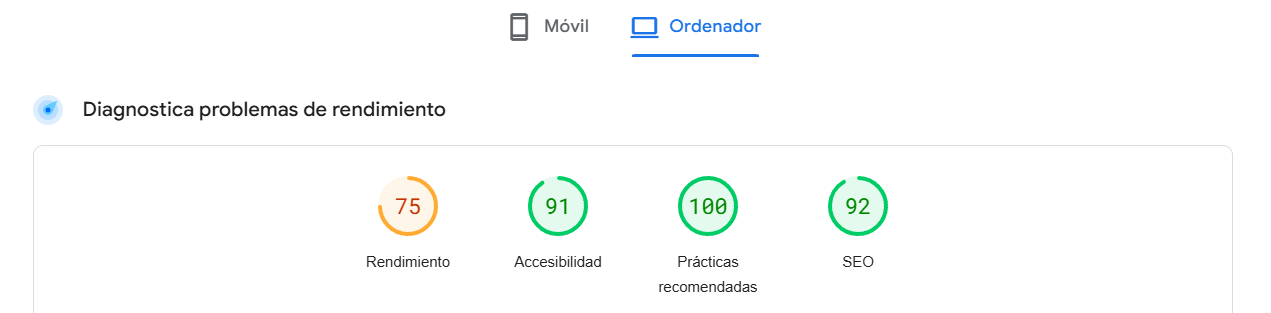 Móvil
Ordenador
Diagnostica problemas de rendimiento
75
91
100
92
Rendimiento
Accesibilidad
Prácticas
recomendadas
SEO